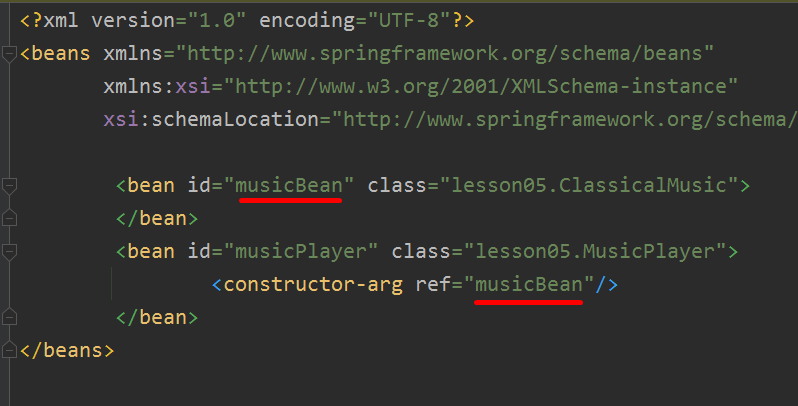 <?xml version="1.0" encoding="UTF-8"?>
<beans xmlns="http://www.springframework.org/schema/beans"
xmlns:xsi="http://www.w3.org/2001/XMLSchema-instance"
xsi:schemaLocation="http://www.springframework.org/schema/
<bean id="musicBean" class="lesson05.ClassicalMusic">
</bean>
<bean id="musicPlayer" class="lesson05.MusicPlayer">
<constructor-arg ref="musicBean"/>
</bean>
</beans>